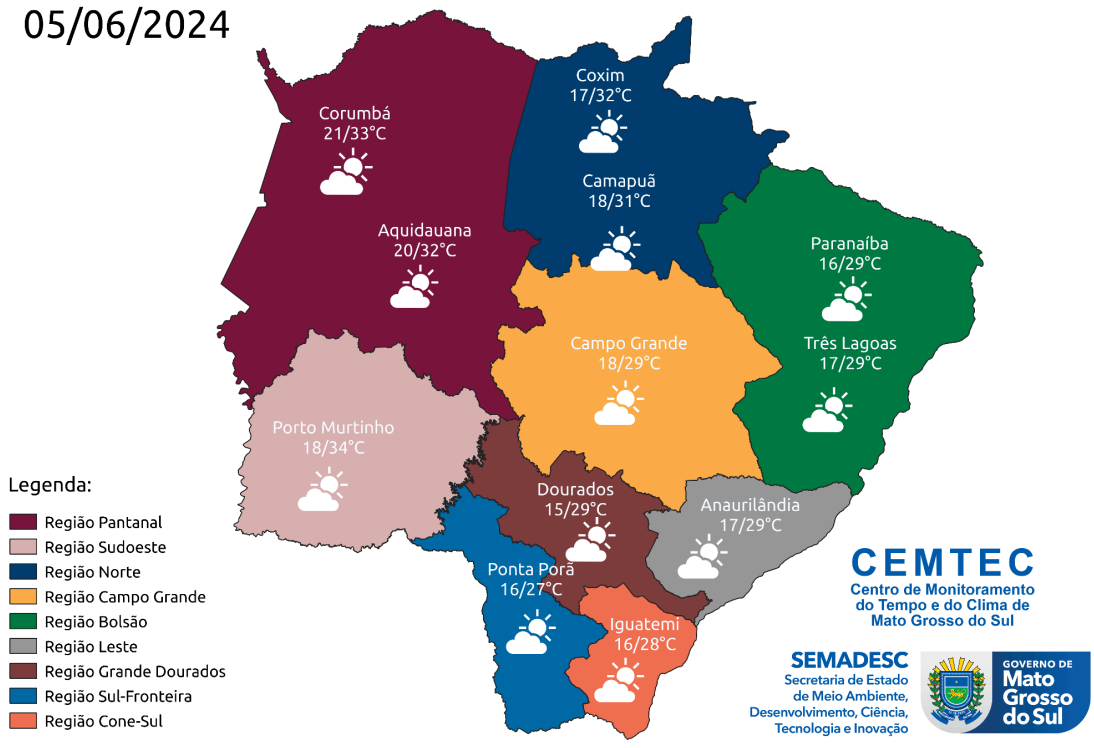 05/06/2024
Coxim
17/32°C
Corumbá
21/33°C
Camapuã
18/31°C
Aquidauana
20/32°C
Paranaíba
16/29°C
Campo Grande
18/29°C
Três Lagoas
17/29°C
Porto Murtinho
18/34°C
Dourados
15/29°C
Anaurilândia
17/29°C
Ponta Porã
16/27°C
Iguatemi
16/28°C
Legenda:
Região Pantanal
Região Sudoeste
Região Norte
Região Campo Grande
Região Bolsão
Região Leste
Região Grande Dourados
Região Sul-Fronteira
Região Cone-Sul
CEMTEC
Centro de Monitoramento
do Tempo e do Clima de
Mato Grosso do Sul
SEMADESC
Secretaria de Estado
de Meio Ambiente,
Desenvolvimento, Ciência,
Tecnologia e Inovação
GOVERNO DE
Mato
Grosso
do Sul